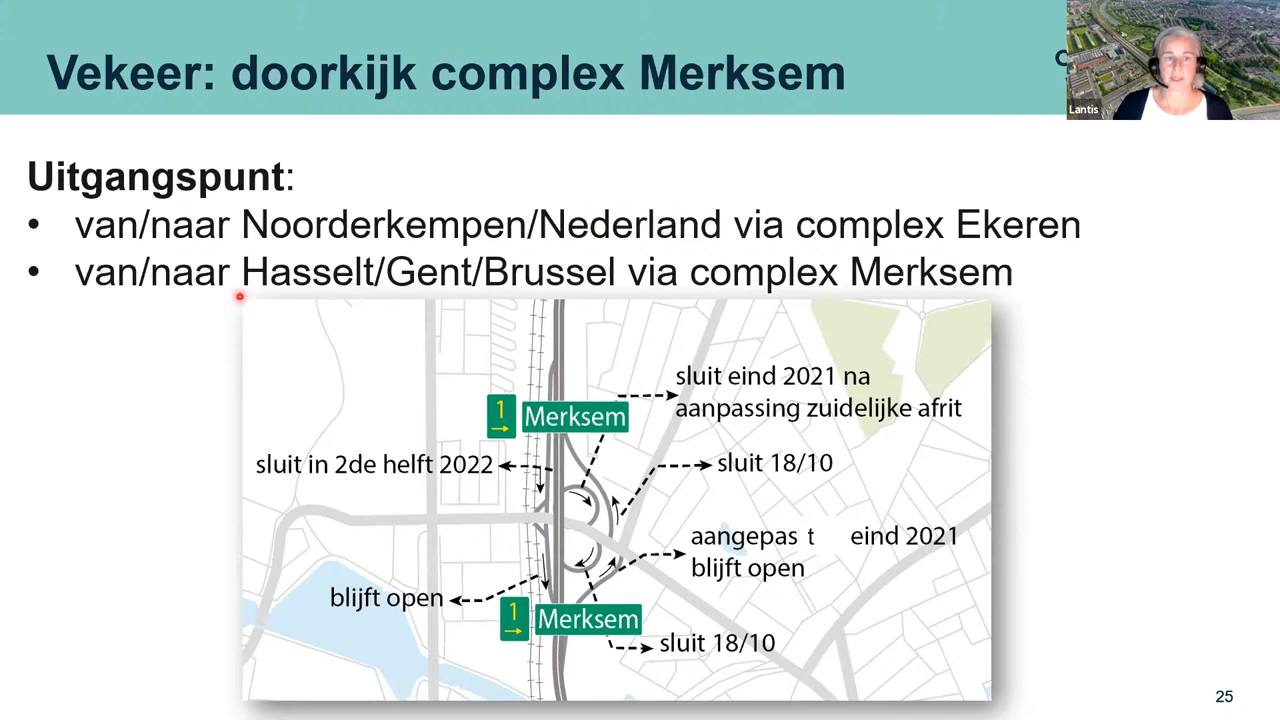 Vekeer: doorkijk complex Merksem
Lantis
Uitgangspunt:
• van/naar Noorderkempen/Nederland via complex Ekeren
• van/naar Hasselt/Gent/Brussel via complex Merksem
sluit eind 2021 na
aanpassing zuidelijke afrit
1 Merksem
sluit in 2de helft 2022
sluit 18/10
aangepas t eind 2021
blijft open
blijft open
1 Merksem
sluit 18/10
25